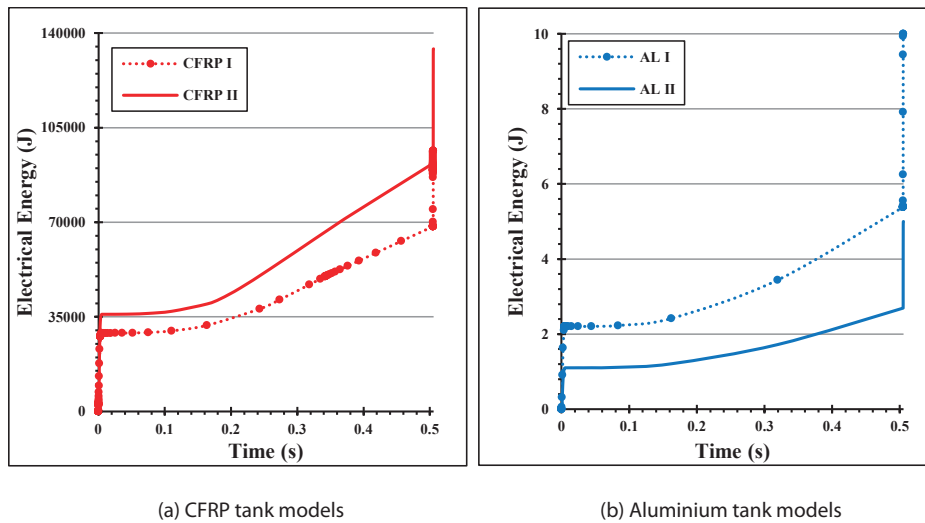 140000
105000
70000
35000
0
Electrical Energy (J)
CFRP I
CFRP II
0 0.1 0.2 0.3 0.4 0.5
Time (s)
(a) CFRP tank models
10
8
6
4
2
0
Electrical Energy (J)
AL I
AL II
0 0.1 0.2 0.3 0.4 0.5
Time (s)
(b) Aluminium tank models